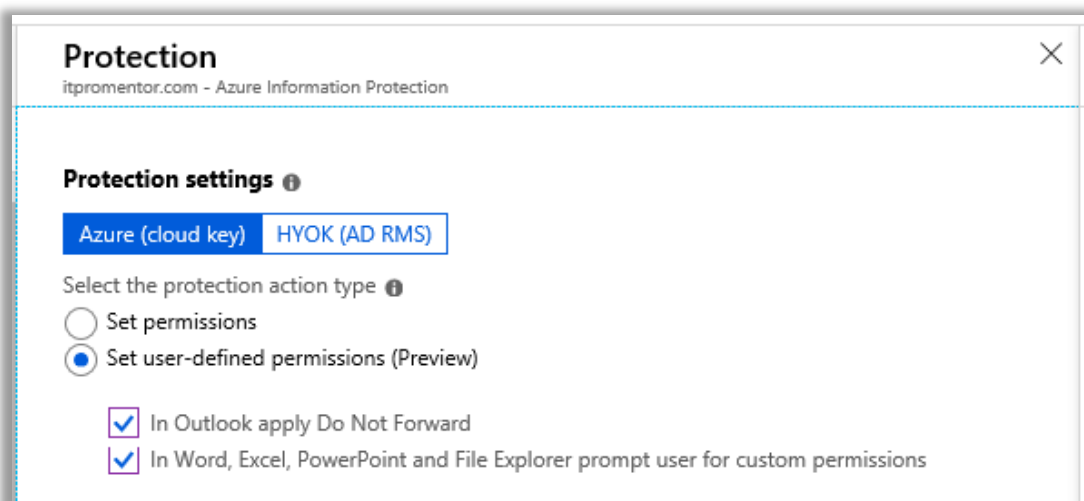 Protection
itpromentor.com - Azure Information Protection
Protection settings
Azure (cloud key) HYOK (AD RMS)
Select the protection action type
Set permissions
Set user-defined permissions (Preview)
In Outlook apply Do Not Forward
In Word, Excel, PowerPoint and File Explorer prompt user for custom permissions